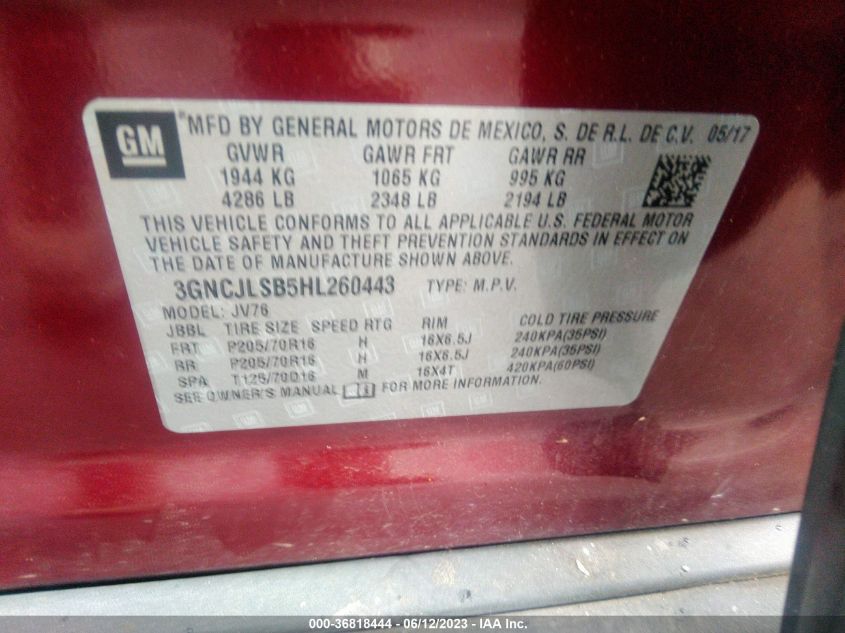 GM
MFD BY GENERAL MOTORS DE MEXICO, S. DE R.L. DE C.V. 05/17
GVWR GAWR FRT GAWR RR
1944 KG 1065 KG 995 KG
4286 LB 2348 LB 2194 LB
THIS VEHICLE CONFORMS TO ALL APPLICABLE U.S. FEDERAL MOTOR
VEHICLE SAFETY AND THEFT PREVENTION STANDARDS IN EFFECT ON
THE DATE OF MANUFACTURE SHOWN ABOVE.
3GNCJLSB5HL260443 TYPE: M.P.V.
MODEL: JV76
JBBL TIRE SIZE SPEED RTG RIM COLD TIRE PRESSURE
FRT P205/70R16 H 16X6.5J 240KPA(35PSI)
RR P205/70R16 H 16X6.5J 240KPA(35PSI)
SPA T125/70D16 M 16X4T 420KPA(60PSI)
SEE OWNER'S MANUAL FOR MORE INFORMATION.
000-36818444 - 06/12/2023 - IAA Inc.